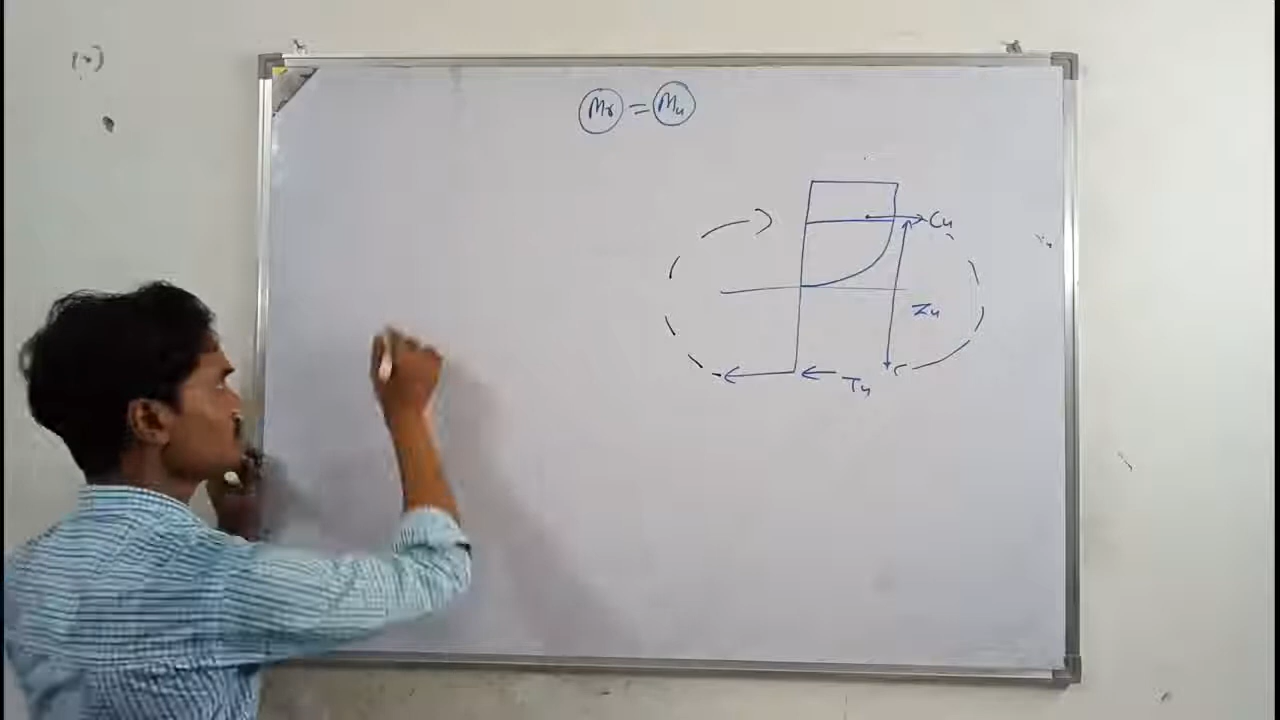 (x)
Mr = Mu
Cu
Zu
Tu